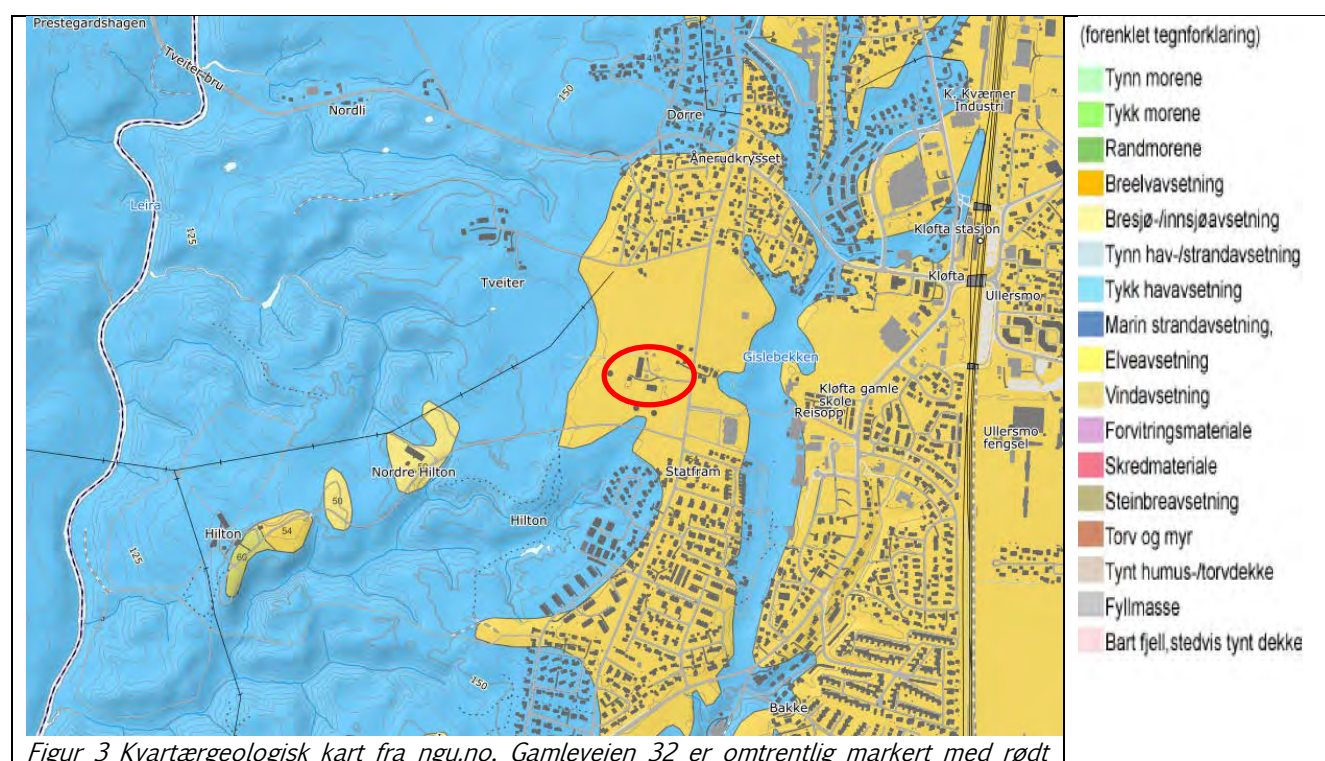 Prestegardshagen
Tveiter bru
Nordli
150
Dørre
K. Kværner
Industri
Ånerudkrysset
Leira
125
Kløfta stasjon
Kløfta
Tveiter
Ullersmo
Gislebekken
Kløfta gamle
skole
Reisopp
Ullersmo
fengsel
Nordre Hilton
Statfram
50
Hilton
54
Hilton
60
125
150
Bakke
(forenklet tegnforklaring)
Tynn morene
Tykk morene
Randmorene
Breelvavsetning
Bresjø-/innsjøavsetning
Tynn hav-/strandavsetning
Tykk havavsetning
Marin strandavsetning,
Elveavsetning
Vindavsetning
Forvitringsmateriale
Skredmateriale
Steinbreavsetning
Torv og myr
Tynt humus-/torvdekke
Fyllmasse
Bart fjell,stedvis tynt dekke
Figur 3 Kvartærgeologisk kart fra ngu.no. Gamleveien 32 er omtrentlig markert med rødt